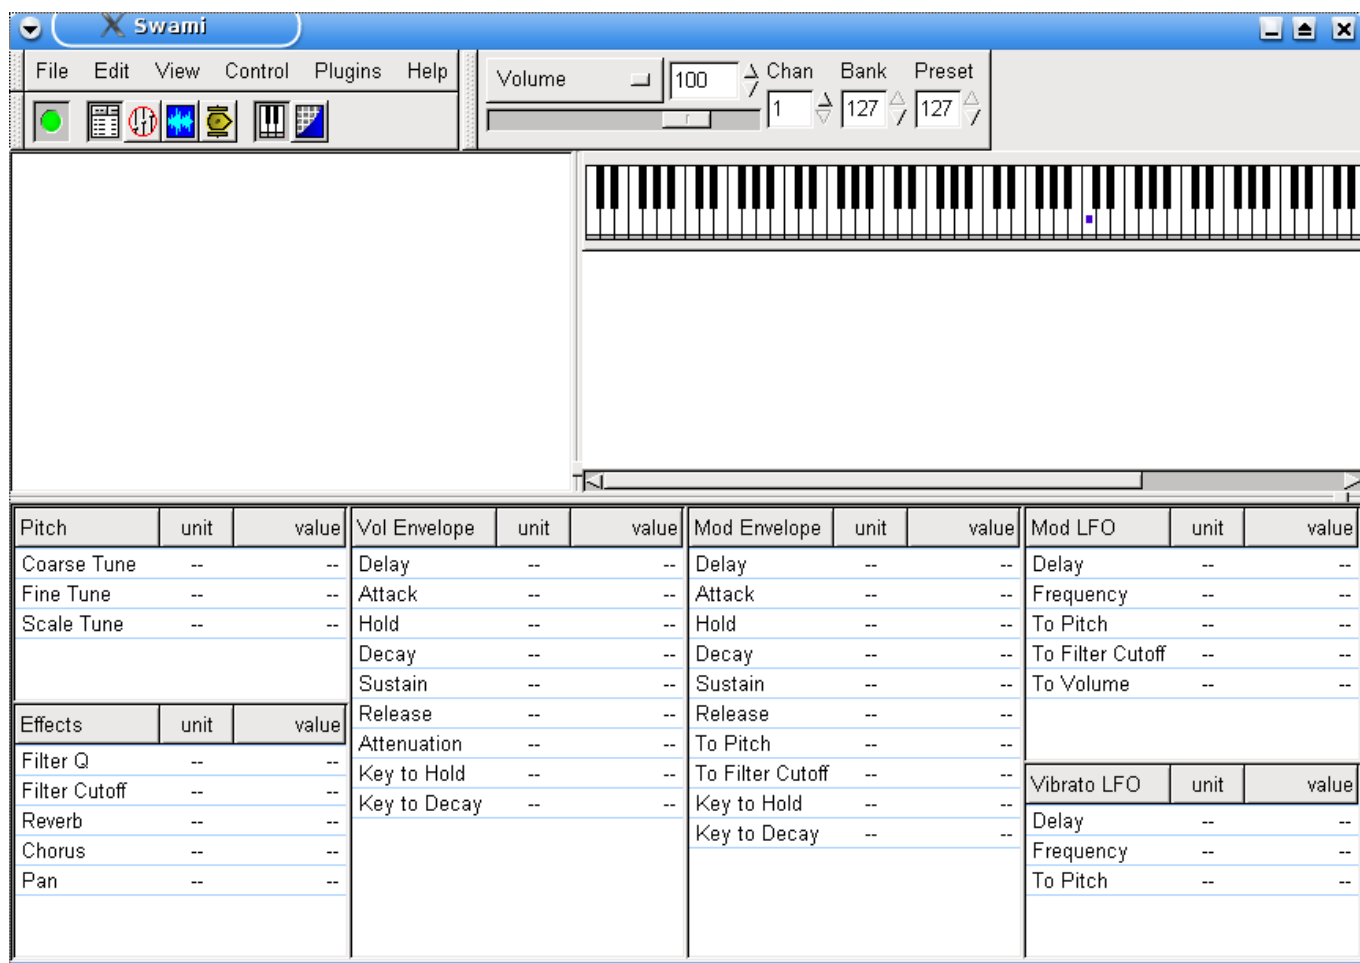 Swami
File Edit View Control Plugins Help
Volume 100 Chan Bank Preset
1 127 127
Pitch unit value
Coarse Tune -- --
Fine Tune -- --
Scale Tune -- --
Effects unit value
Filter Q -- --
Filter Cutoff -- --
Reverb -- --
Chorus -- --
Pan -- --
Vol Envelope unit value
Delay -- --
Attack -- --
Hold -- --
Decay -- --
Sustain -- --
Release -- --
Attenuation -- --
Key to Hold -- --
Key to Decay -- --
Mod Envelope unit value
Delay -- --
Attack -- --
Hold -- --
Decay -- --
Sustain -- --
Release -- --
To Pitch -- --
To Filter Cutoff -- --
Key to Hold -- --
Key to Decay -- --
Mod LFO unit value
Delay -- --
Frequency -- --
To Pitch -- --
To Filter Cutoff -- --
To Volume -- --
Vibrato LFO unit value
Delay -- --
Frequency -- --
To Pitch -- --